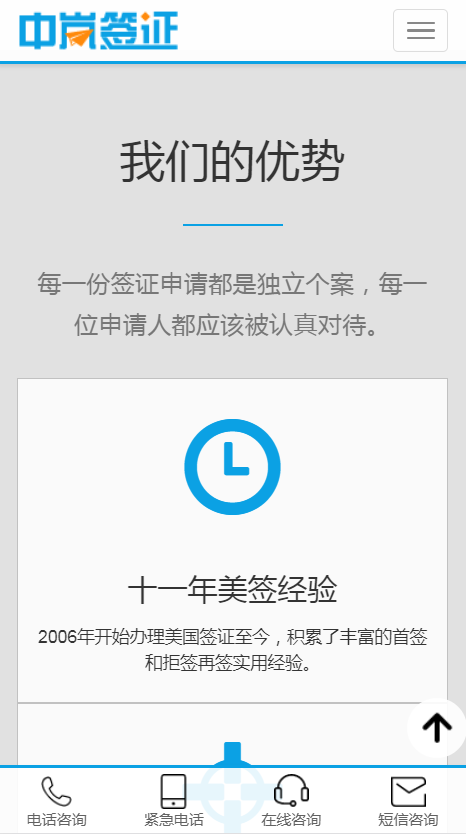 中岚签证
我们的优势
每一份签证申请都是独立个案，每一
位申请人都应该被认真对待。
十一年美签经验
2006年开始办理美国签证至今，积累了丰富的首签
和拒签再签实用经验。
电话咨询
紧急电话
在线咨询
短信咨询